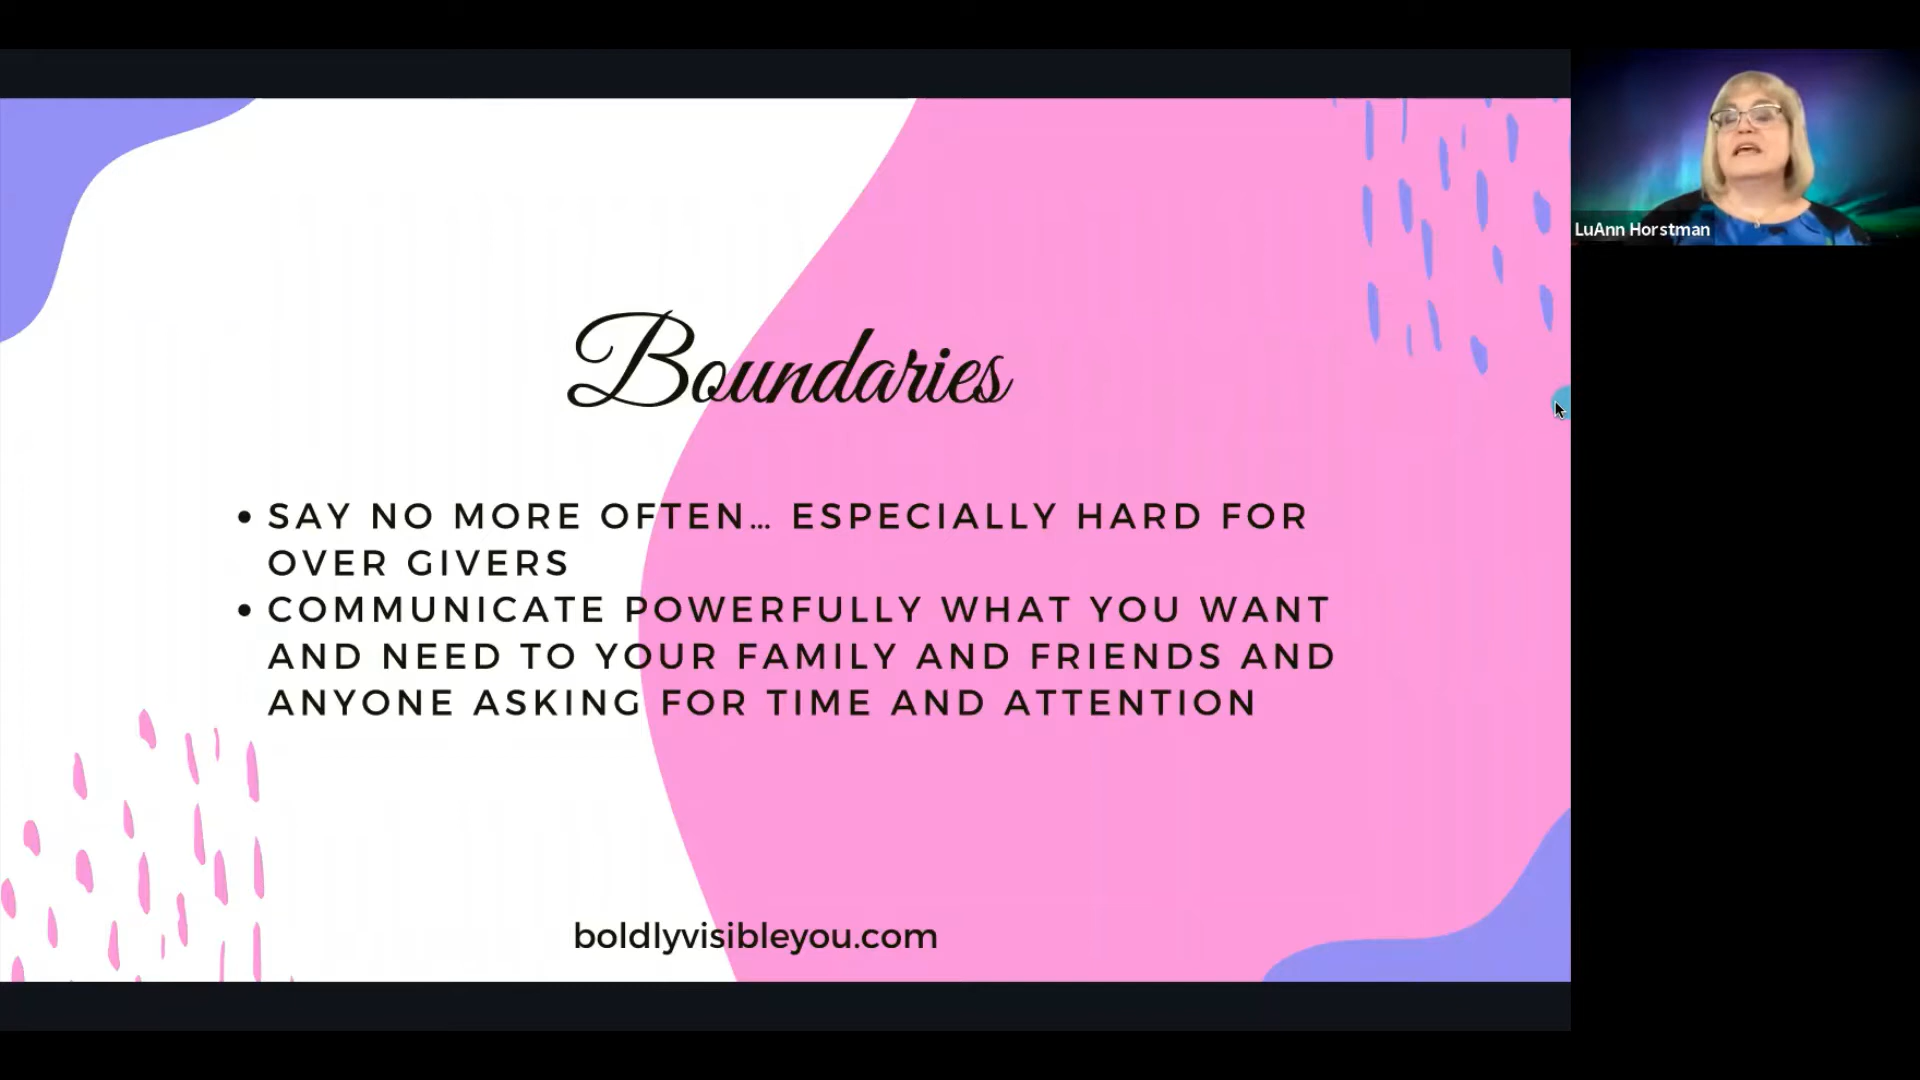 Boundaries
• SAY NO MORE OFTEN... ESPECIALLY HARD FOR
OVER GIVERS
• COMMUNICATE POWERFULLY WHAT YOU WANT
AND NEED TO YOUR FAMILY AND FRIENDS AND
ANYONE ASKING FOR TIME AND ATTENTION
boldlyvisibleyou.com
LuAnn Horstman